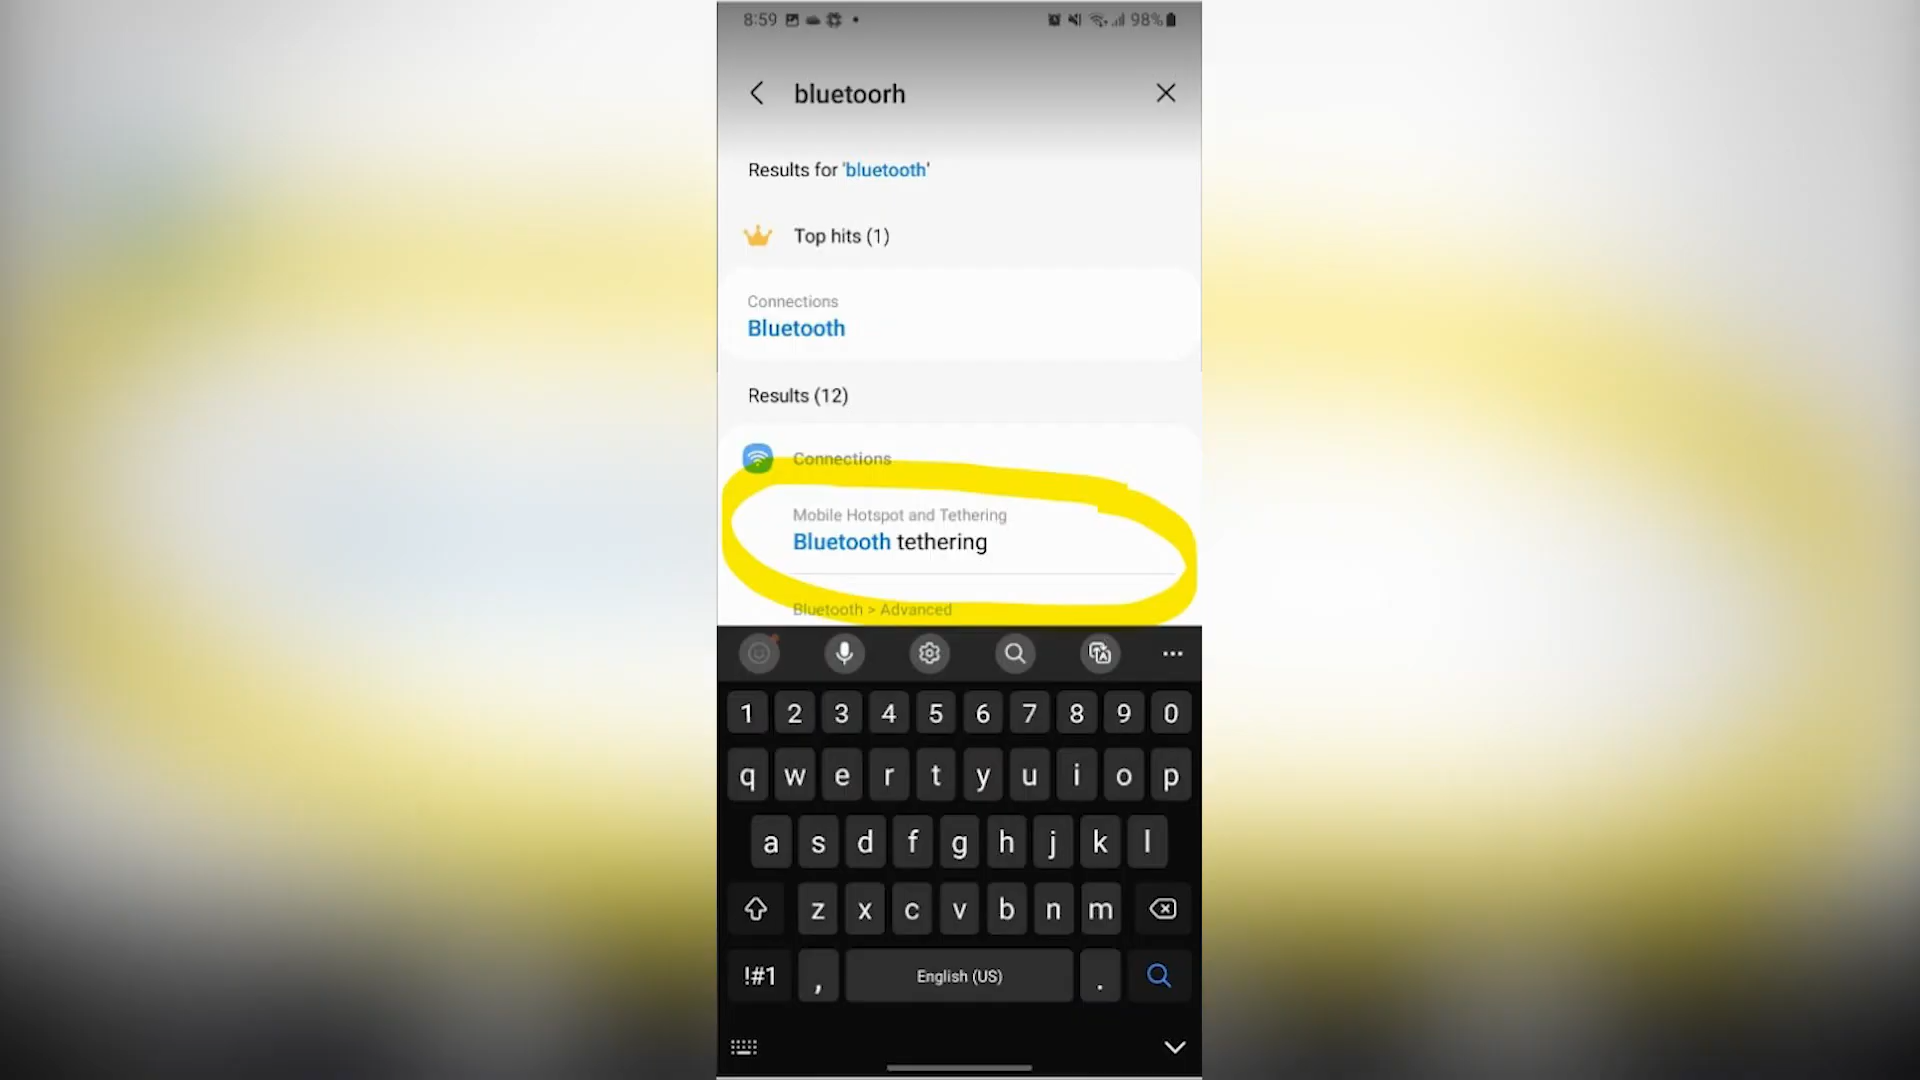 8:59 98%
bluetoorh
Results for 'bluetooth'
Top hits (1)
Connections
Bluetooth
Results (12)
Connections
Mobile Hotspot and Tethering
Bluetooth tethering
Bluetooth > Advanced
1 2 3 4 5 6 7 8 9 0
q w e r t y u i o p
a s d f g h j k l
z x c v b n m
!#1 , English (US) .